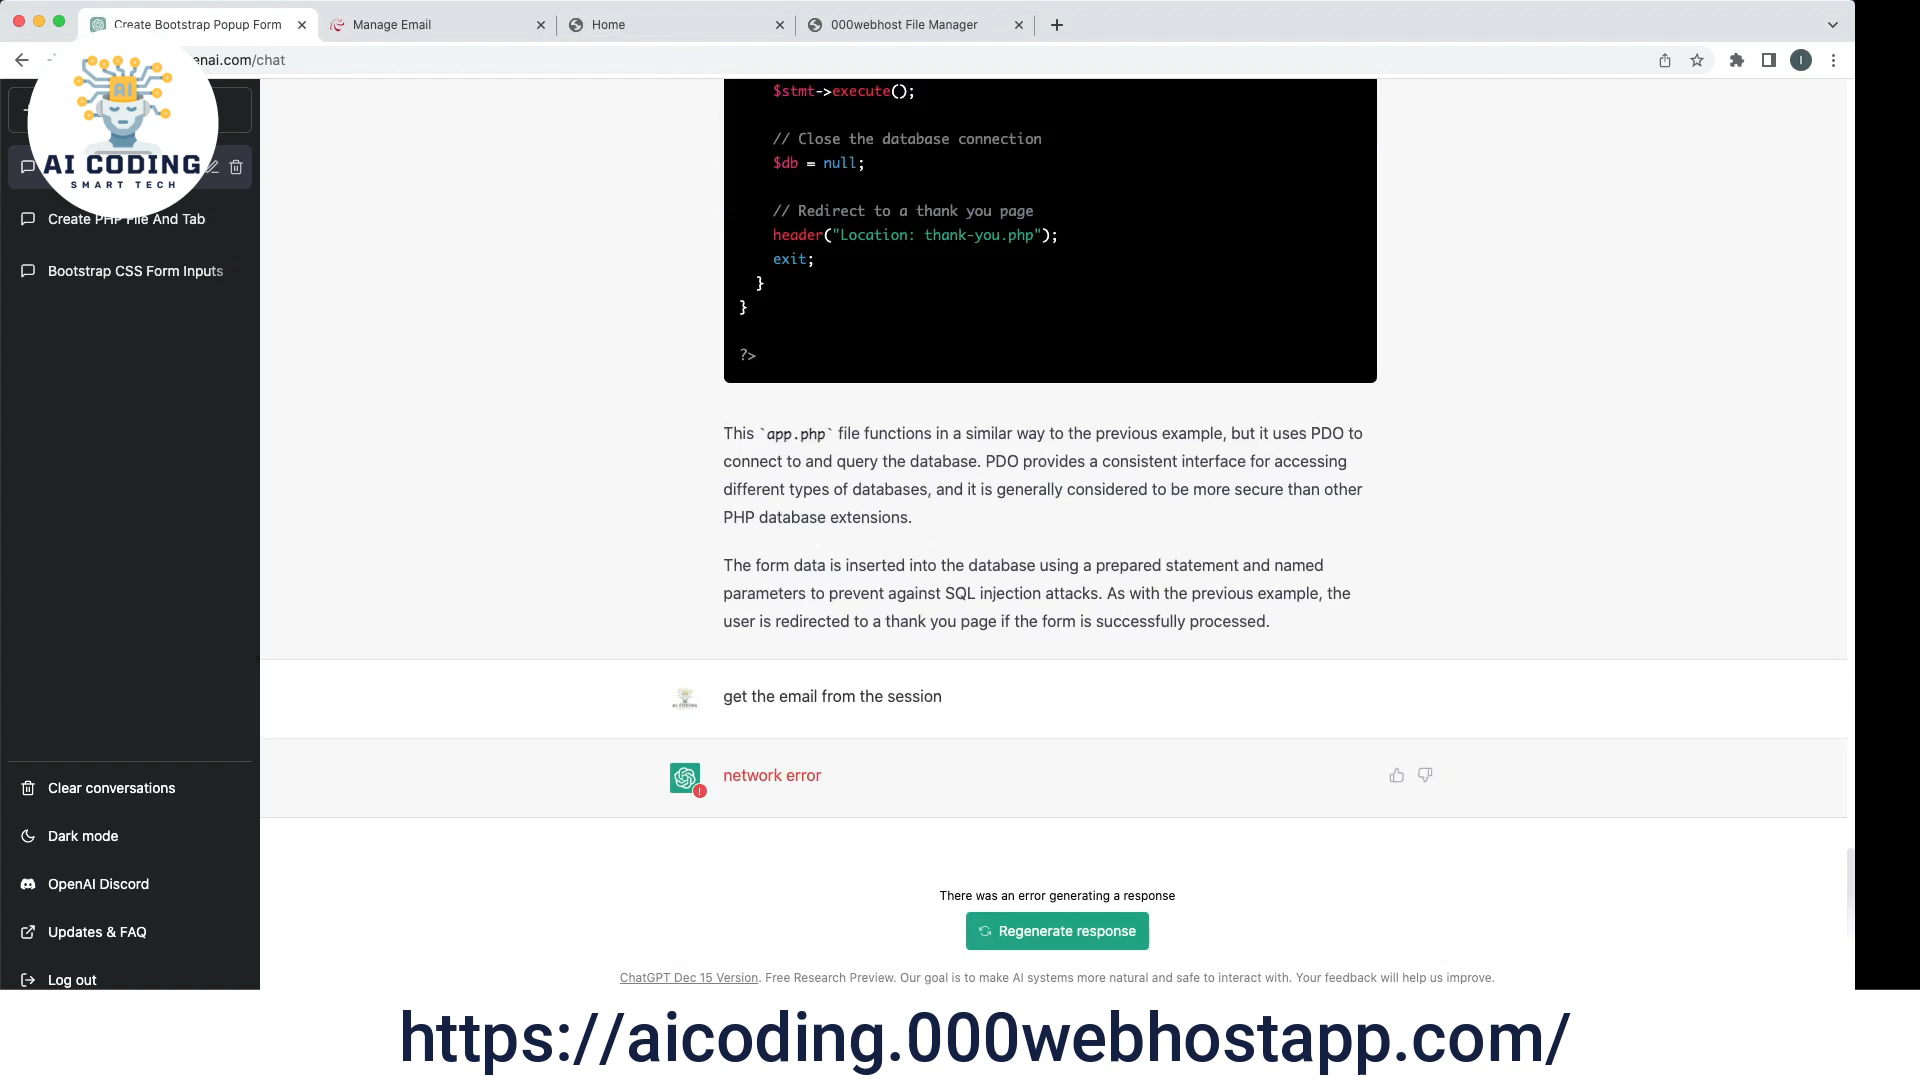 Create Bootstrap Popup Form
Manage Email
Home
000webhost File Manager
enai.com/chat
I
AI
AI CODING
SMART TECH
Create PHP File And Tab
Bootstrap CSS Form Inputs
Clear conversations
Dark mode
OpenAI Discord
Updates & FAQ
Log out
$stmt->execute();
// Close the database connection
$db = null;
// Redirect to a thank you page
header("Location: thank-you.php");
exit;
}
}
?>
This `app.php` file functions in a similar way to the previous example, but it uses PDO to
connect to and query the database. PDO provides a consistent interface for accessing
different types of databases, and it is generally considered to be more secure than other
PHP database extensions.
The form data is inserted into the database using a prepared statement and named
parameters to prevent against SQL injection attacks. As with the previous example, the
user is redirected to a thank you page if the form is successfully processed.
AI CODING
get the email from the session
!
network error
There was an error generating a response
Regenerate response
ChatGPT Dec 15 Version. Free Research Preview. Our goal is to make AI systems more natural and safe to interact with. Your feedback will help us improve.
https://aicoding.000webhostapp.com/